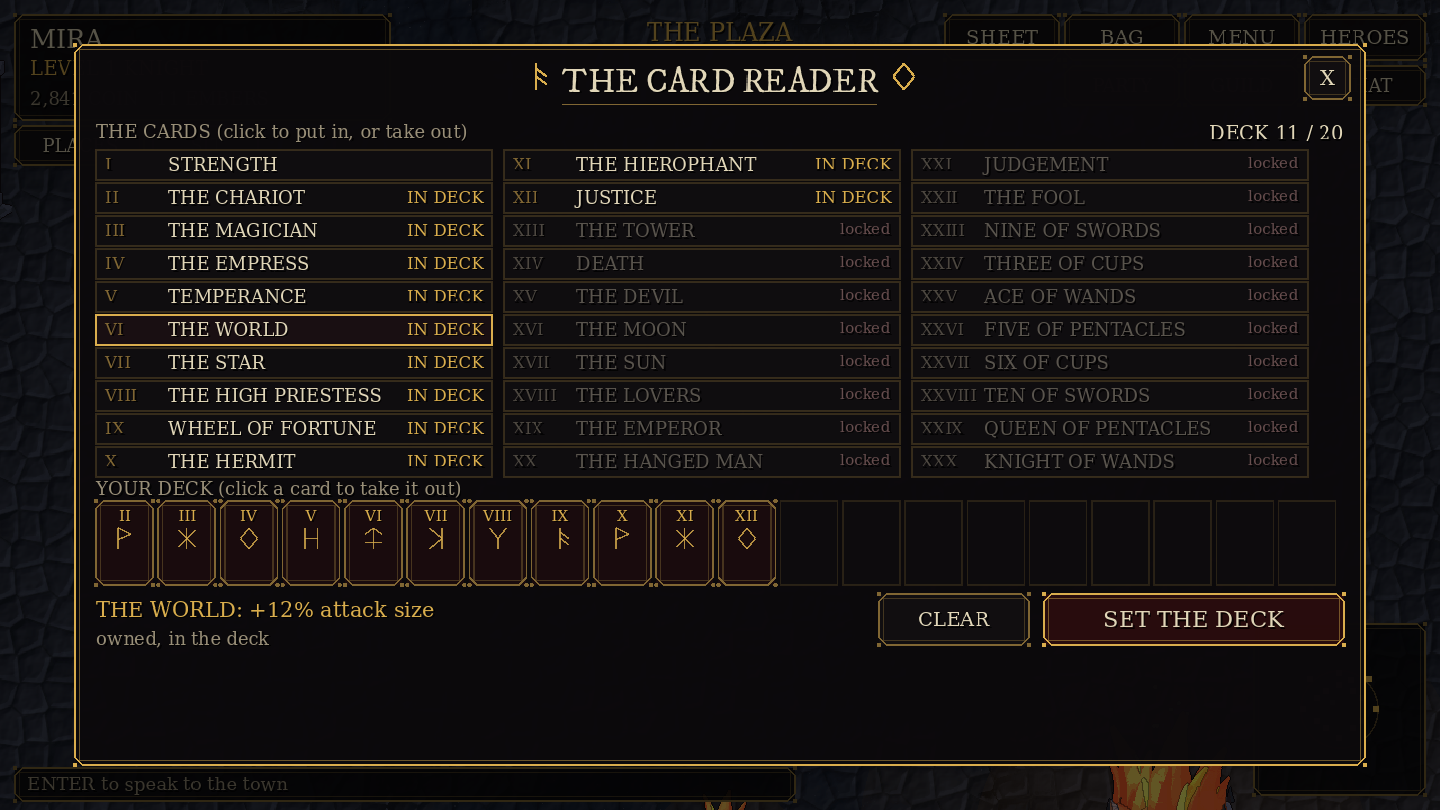 MIRA
THE PLAZA
SHEET
BAG
MENU
HEROES
LEV
2,84
PLA
AT
THE CARD READER
X
THE CARDS (click to put in, or take out)
DECK 11 / 20
I STRENGTH
II THE CHARIOT IN DECK
III THE MAGICIAN IN DECK
IV THE EMPRESS IN DECK
V TEMPERANCE IN DECK
VI THE WORLD IN DECK
VII THE STAR IN DECK
VIII THE HIGH PRIESTESS IN DECK
IX WHEEL OF FORTUNE IN DECK
X THE HERMIT IN DECK
XI THE HIEROPHANT IN DECK
XII JUSTICE IN DECK
XIII THE TOWER locked
XIV DEATH locked
XV THE DEVIL locked
XVI THE MOON locked
XVII THE SUN locked
XVIII THE LOVERS locked
XIX THE EMPEROR locked
XX THE HANGED MAN locked
XXI JUDGEMENT locked
XXII THE FOOL locked
XXIII NINE OF SWORDS locked
XXIV THREE OF CUPS locked
XXV ACE OF WANDS locked
XXVI FIVE OF PENTACLES locked
XXVII SIX OF CUPS locked
XXVIII TEN OF SWORDS locked
XXIX QUEEN OF PENTACLES locked
XXX KNIGHT OF WANDS locked
YOUR DECK (click a card to take it out)
II III IV V VI VII VIII IX X XI XII
THE WORLD: +12% attack size
owned, in the deck
CLEAR
SET THE DECK
ENTER to speak to the town